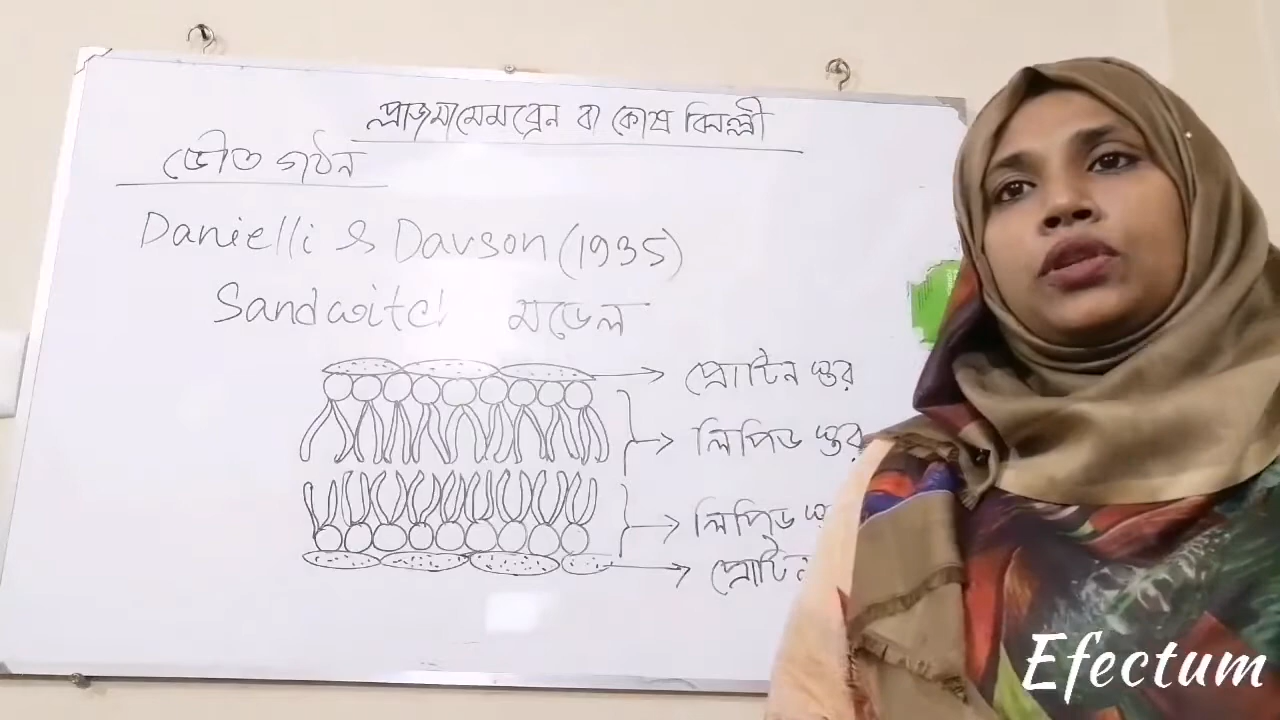 প্লাজমামেমব্রেন বা কোষ ঝিল্লী
ভৌত গঠন
Danielli & Davson (1935)
Sandwitch মডেল
প্রোটিন স্তর
লিপিড স্তর
লিপিড
প্রোটিন
Efectum